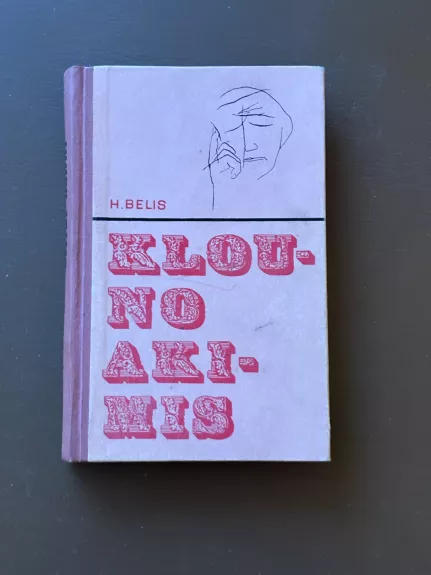 H. BELIS
KLOU-
NO
AKI-
MIS